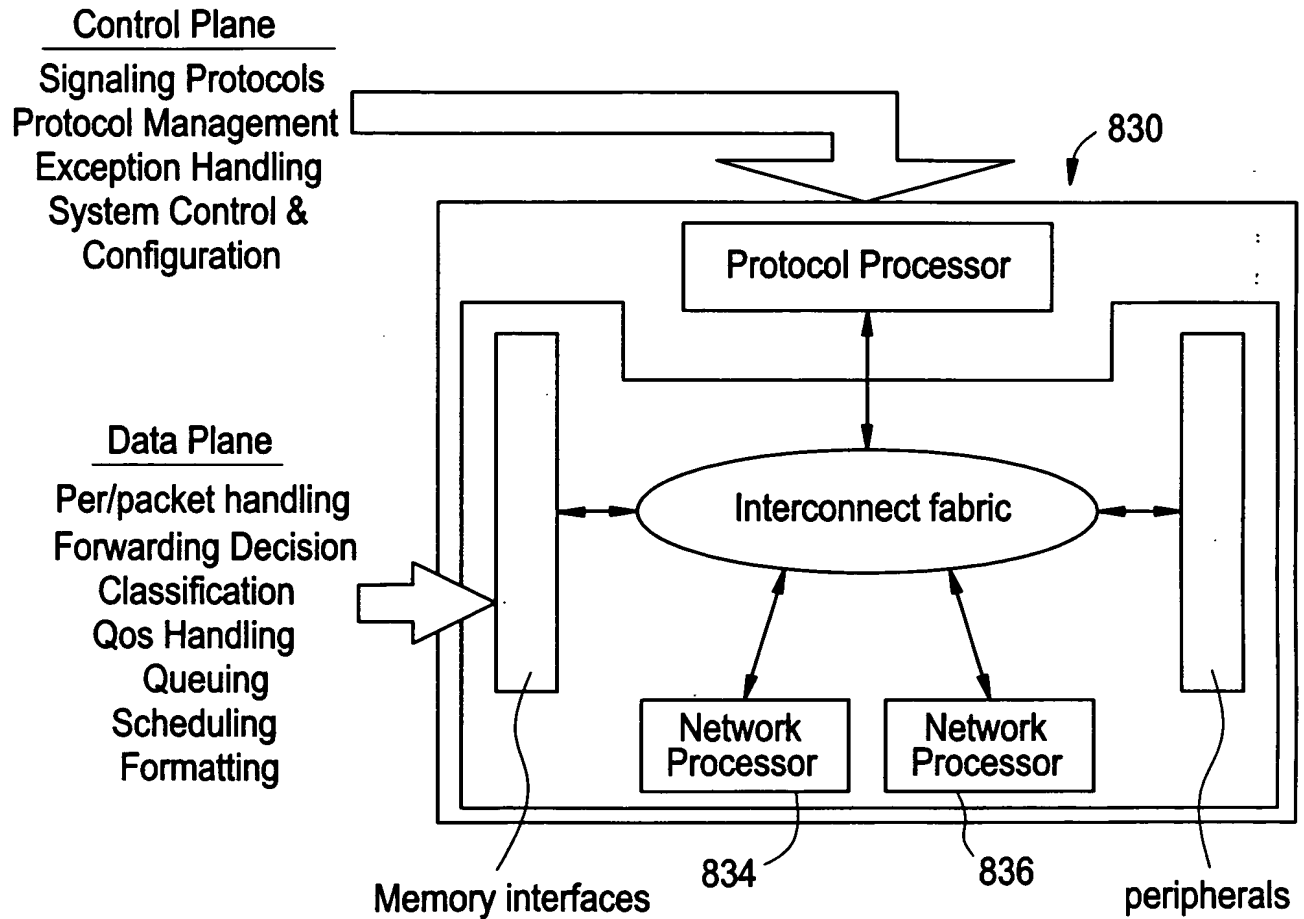 Control Plane
Signaling Protocols
Protocol Management
Exception Handling
System Control &
Configuration
830
Protocol Processor
Data Plane
Per/packet handling
Forwarding Decision
Classification
Qos Handling
Queuing
Scheduling
Formatting
Interconnect fabric
Network
Processor
Network
Processor
834
836
Memory interfaces
peripherals